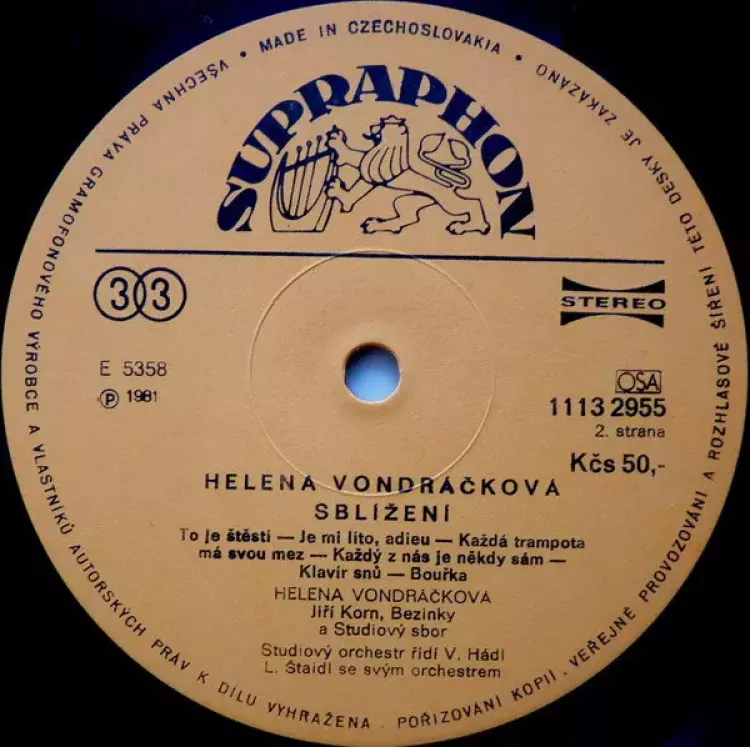 VŠECHNA PRÁVA GRAMOFONOVÉHO VÝROBCE A VLASTNÍKŮ AUTORSKÝCH PRÁV K DÍLU VYHRAŽENA. POŘIZOVÁNÍ KOPIÍ. VEŘEJNÉ PROVOZOVÁNÍ A ROZHLASOVÉ ŠÍŘENÍ TÉTO DESKY JE ZAKÁZÁNO
• MADE IN CZECHOSLOVAKIA •
SUPRAPHON
33
STEREO
E 5358
Ⓟ 1981
OSA
1113 2955
2. strana
Kčs 50,-
HELENA VONDRÁČKOVÁ
SBLÍŽENÍ
To je štěstí — Je mi líto, adieu — Každá trampota
má svou mez — Každý z nás je někdy sám —
Klavír snů — Bouřka
HELENA VONDRÁČKOVÁ
Jiří Korn, Bezinky
a Studiový sbor
Studiový orchestr řídí V. Hádl
L. Štaidl se svým orchestrem